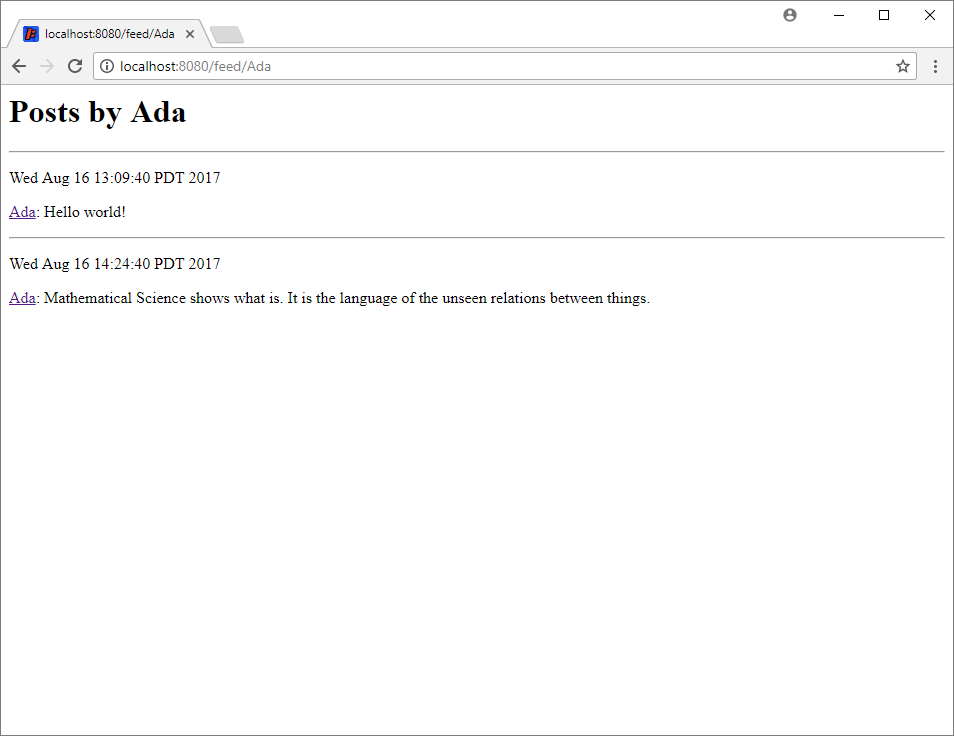 localhost:8080/feed/Ada
localhost:8080/feed/Ada
Posts by Ada
Wed Aug 16 13:09:40 PDT 2017
Ada: Hello world!
Wed Aug 16 14:24:40 PDT 2017
Ada: Mathematical Science shows what is. It is the language of the unseen relations between things.